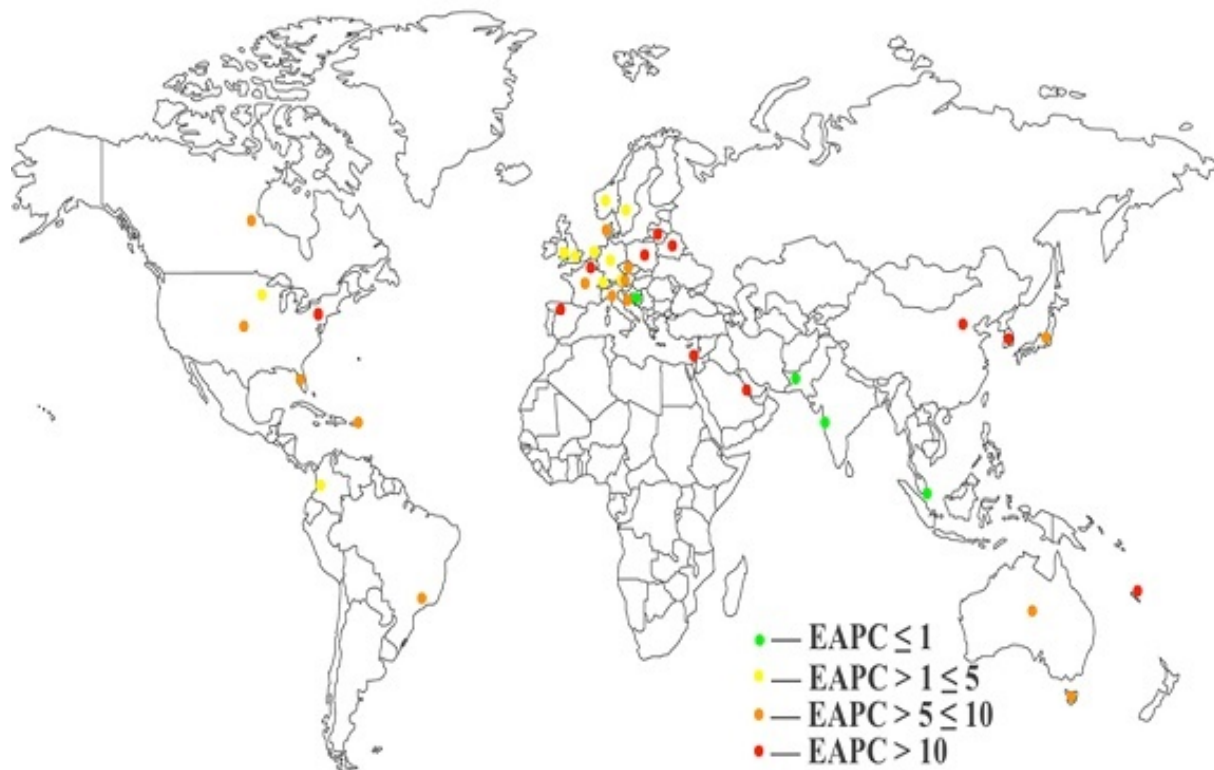 — EAPC ≤ 1
— EAPC > 1 ≤ 5
— EAPC > 5 ≤ 10
— EAPC > 10